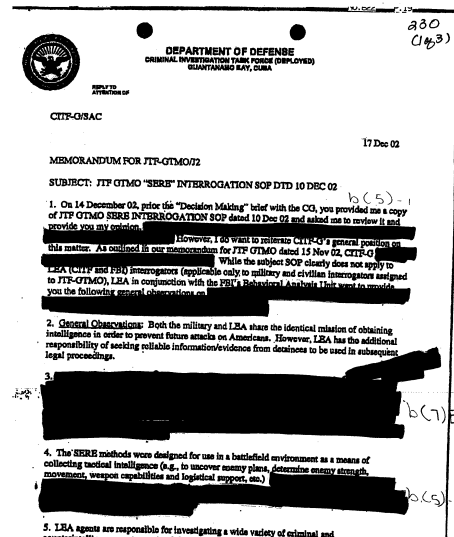 230
(1 of 3)
DEPARTMENT OF DEFENSE
CRIMINAL INVESTIGATION TASK FORCE (DEPLOYED)
GUANTANAMO BAY, CUBA
REPLY TO
ATTENTION OF
CITF-G/SAC
17 Dec 02
MEMORANDUM FOR JTF-GTMO/J2
SUBJECT: JTF GTMO "SERE" INTERROGATION SOP DTD 10 DEC 02
b(5)-1
1. On 14 December 02, prior the "Decision Making" brief with the CG, you provided me a copy
of JTF GTMO SERE INTERROGATION SOP dated 10 Dec 02 and asked me to review it and
provide you my opinion.
However, I do want to reiterate CITF-G's general position on
this matter. As outlined in our memorandum for JTF GTMO dated 15 Nov 02, CITF-G
While the subject SOP clearly does not apply to
LEA (CITF and FBI) interrogators (applicable only to military and civilian interrogators assigned
to JTF-GTMO), LEA in conjunction with the FBI's Behavioral Analysis Unit want to provide
you the following general observations on
2. General Observations: Both the military and LEA share the identical mission of obtaining
intelligence in order to prevent future attacks on Americans. However, LEA has the additional
responsibility of seeking reliable information/evidence from detainees to be used in subsequent
legal proceedings.
3.
b(7)E
4. The SERE methods were designed for use in a battlefield environment as a means of
collecting tactical intelligence (e.g., to uncover enemy plans, determine enemy strength,
movement, weapon capabilities and logistical support, etc.)
b(5)-
5. LEA agents are responsible for investigating a wide variety of criminal and